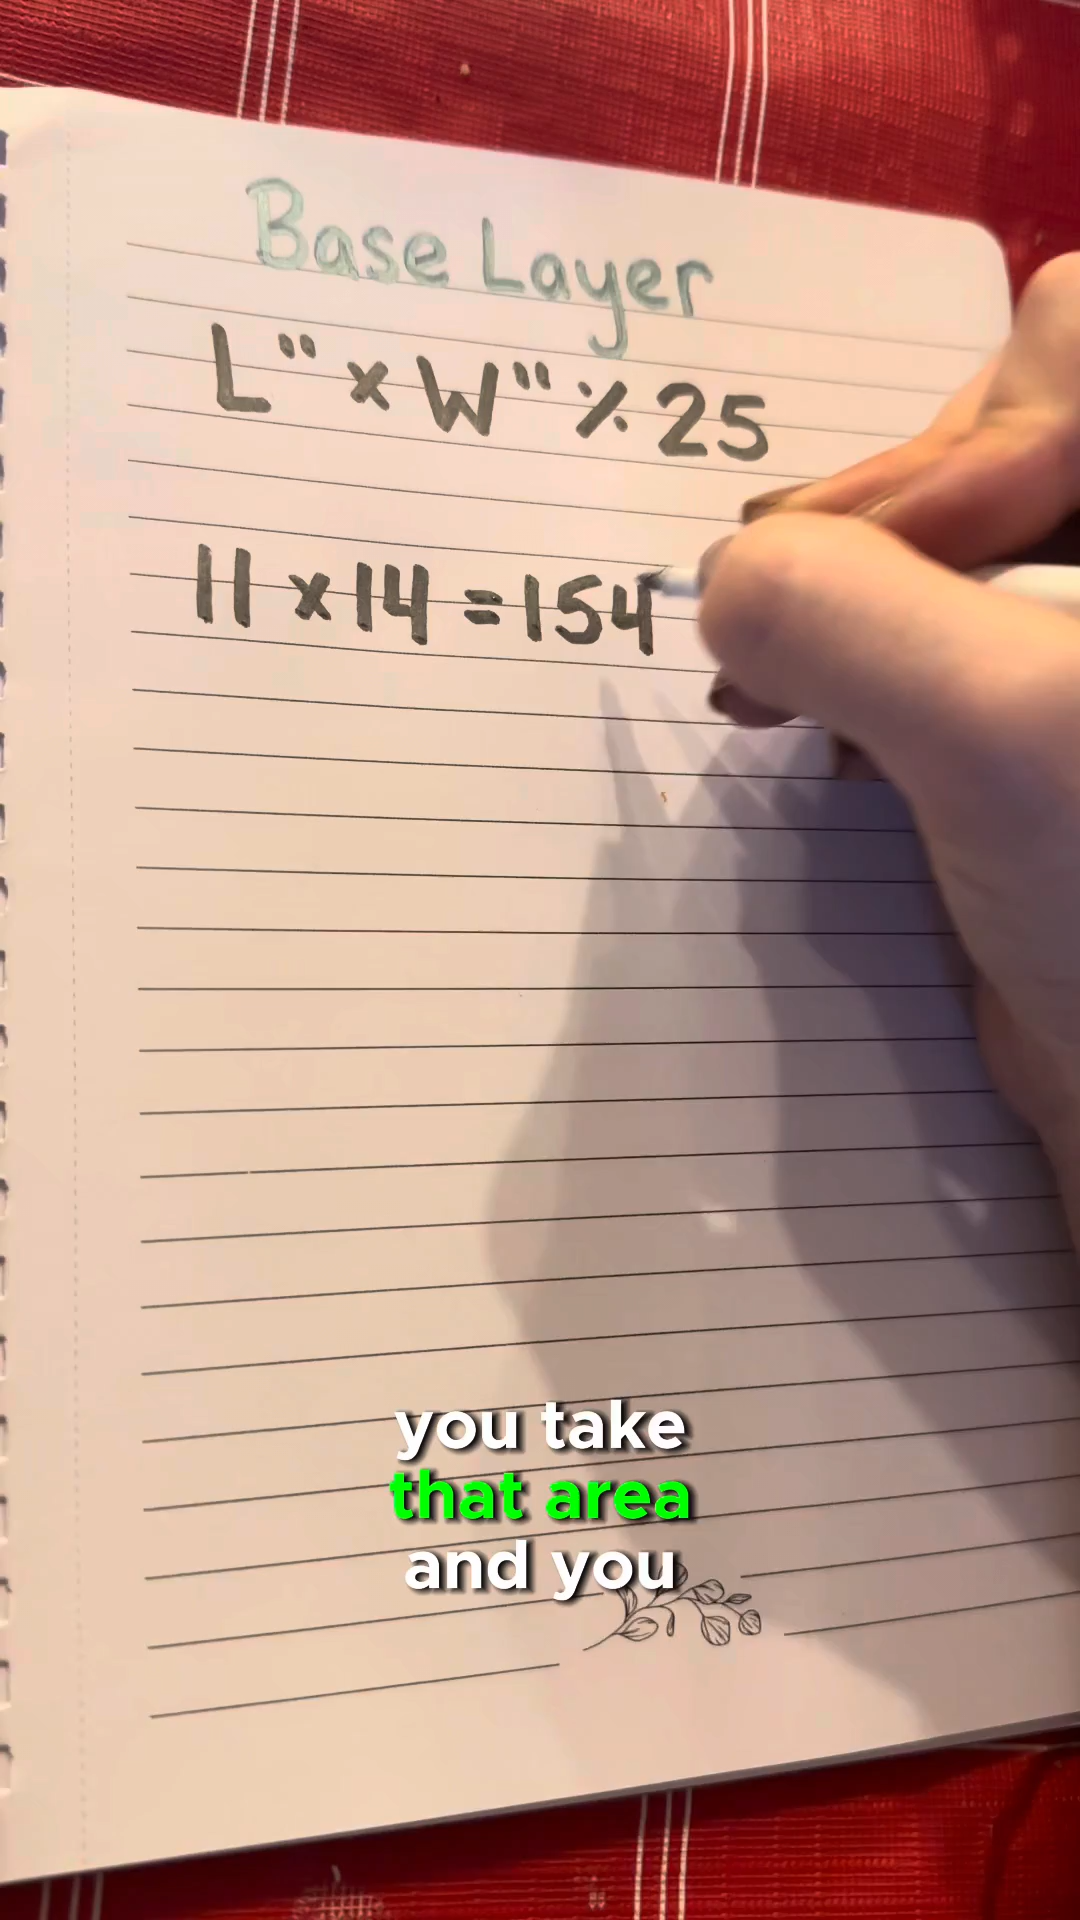 Base Layer
L" x W" ٪ 25
11 x 14 = 154
you take
that area
and you